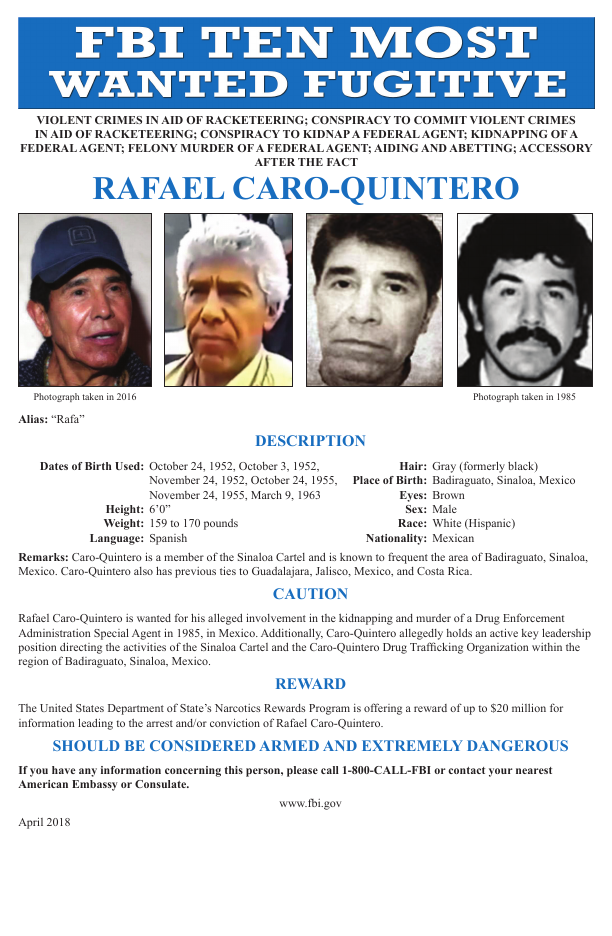 FBI TEN MOST
WANTED FUGITIVE
VIOLENT CRIMES IN AID OF RACKETEERING; CONSPIRACY TO COMMIT VIOLENT CRIMES
IN AID OF RACKETEERING; CONSPIRACY TO KIDNAP A FEDERAL AGENT; KIDNAPPING OF A
FEDERAL AGENT; FELONY MURDER OF A FEDERAL AGENT; AIDING AND ABETTING; ACCESSORY
AFTER THE FACT
RAFAEL CARO-QUINTERO
Photograph taken in 2016
Photograph taken in 1985
Alias: “Rafa”
DESCRIPTION
Dates of Birth Used: October 24, 1952, October 3, 1952,
November 24, 1952, October 24, 1955,
November 24, 1955, March 9, 1963
Height: 6’0”
Weight: 159 to 170 pounds
Language: Spanish
Hair: Gray (formerly black)
Place of Birth: Badiraguato, Sinaloa, Mexico
Eyes: Brown
Sex: Male
Race: White (Hispanic)
Nationality: Mexican
Remarks: Caro-Quintero is a member of the Sinaloa Cartel and is known to frequent the area of Badiraguato, Sinaloa,
Mexico. Caro-Quintero also has previous ties to Guadalajara, Jalisco, Mexico, and Costa Rica.
CAUTION
Rafael Caro-Quintero is wanted for his alleged involvement in the kidnapping and murder of a Drug Enforcement
Administration Special Agent in 1985, in Mexico. Additionally, Caro-Quintero allegedly holds an active key leadership
position directing the activities of the Sinaloa Cartel and the Caro-Quintero Drug Trafficking Organization within the
region of Badiraguato, Sinaloa, Mexico.
REWARD
The United States Department of State’s Narcotics Rewards Program is offering a reward of up to $20 million for
information leading to the arrest and/or conviction of Rafael Caro-Quintero.
SHOULD BE CONSIDERED ARMED AND EXTREMELY DANGEROUS
If you have any information concerning this person, please call 1-800-CALL-FBI or contact your nearest
American Embassy or Consulate.
www.fbi.gov
April 2018